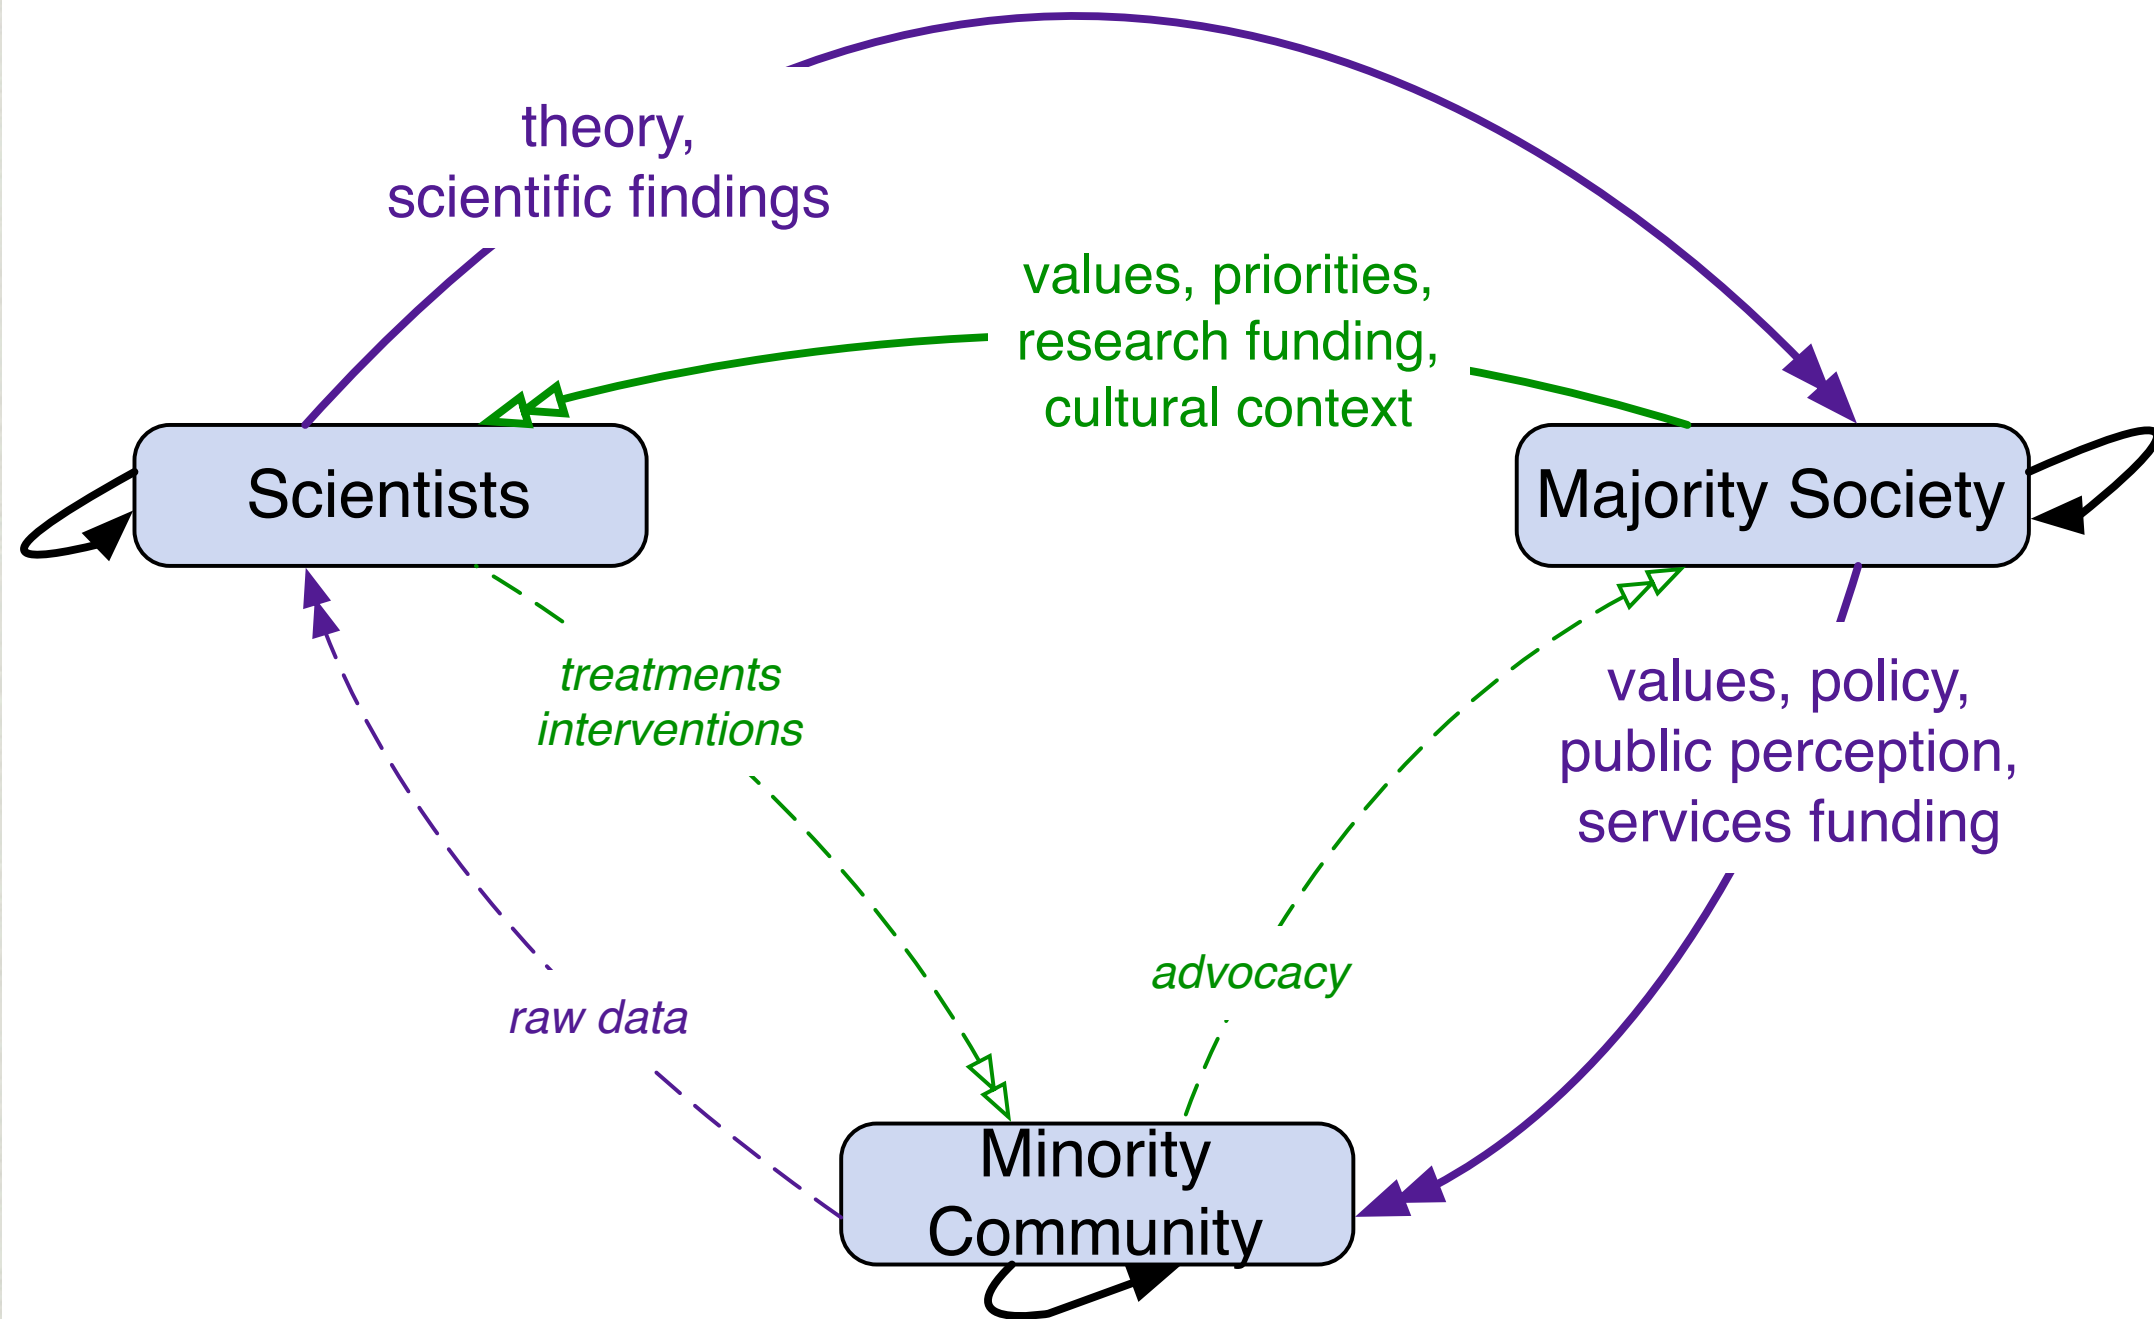 theory,
scientific findings
values, priorities,
research funding,
cultural context
Scientists
Majority Society
treatments
interventions
values, policy,
public perception,
services funding
advocacy
raw data
Minority
Community